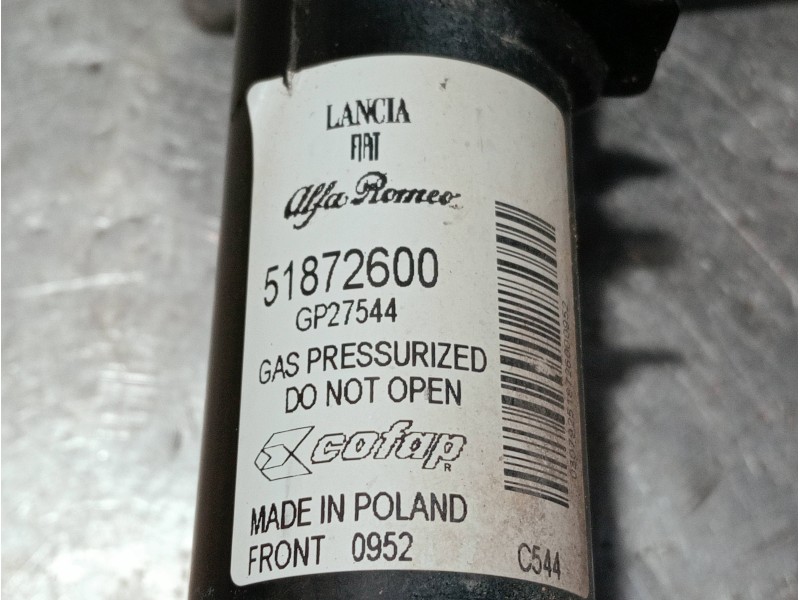 LANCIA
FIAT
Alfa Romeo
51872600
GP27544
GAS PRESSURIZED
DO NOT OPEN
cofap
MADE IN POLAND
FRONT 0952
C544